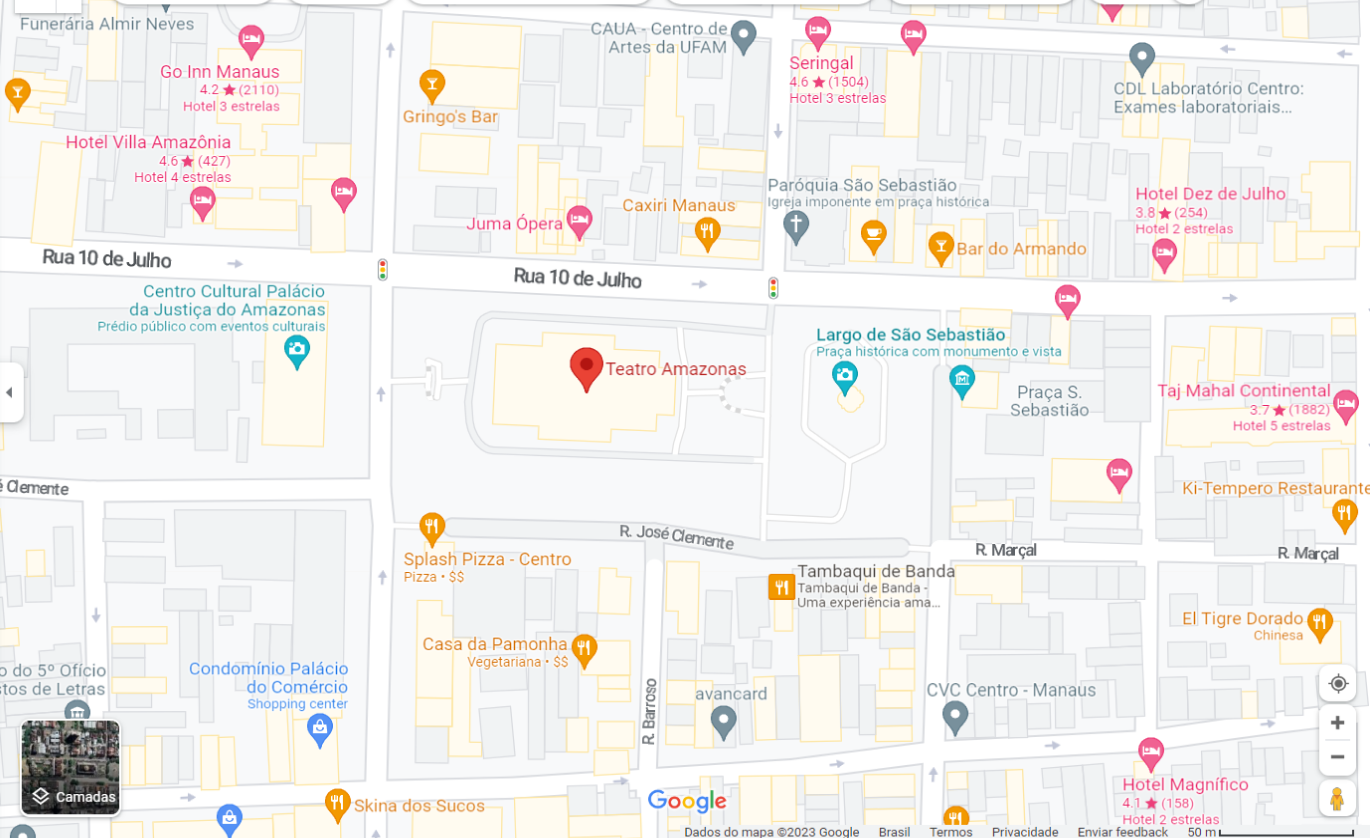 Funerária Almir Neves
CAUA - Centro de
Artes da UFAM
Go Inn Manaus
4.2 ★ (2110)
Hotel 3 estrelas
Seringal
4.6 ★ (1504)
Hotel 3 estrelas
CDL Laboratório Centro:
Exames laboratoriais...
Gringo's Bar
Hotel Villa Amazônia
4.6 ★ (427)
Hotel 4 estrelas
Paróquia São Sebastião
Igreja imponente em praça histórica
Hotel Dez de Julho
3.8 ★ (254)
Hotel 2 estrelas
Juma Ópera
Caxiri Manaus
Bar do Armando
Rua 10 de Julho
Rua 10 de Julho
Centro Cultural Palácio
da Justiça do Amazonas
Prédio público com eventos culturais
Largo de São Sebastião
Praça histórica com monumento e vista
Teatro Amazonas
Praça S.
Sebastião
Taj Mahal Continental
3.7 ★ (1882)
Hotel 5 estrelas
é Clemente
Ki-Tempero Restaurante
R. José Clemente
R. Marçal
R. Marçal
Splash Pizza - Centro
Pizza • $$
Tambaqui de Banda
Tambaqui de Banda -
Uma experiência ama...
El Tigre Dorado
Chinesa
Casa da Pamonha
Vegetariana • $$
o do 5º Ofício
stos de Letras
Condomínio Palácio
do Comércio
Shopping center
R. Barroso
avancard
CVC Centro - Manaus
Camadas
Skina dos Sucos
Google
Hotel Magnífico
4.1 ★ (158)
Hotel 2 estrelas
Dados do mapa ©2023 Google Brasil Termos Privacidade Enviar feedback 50 m